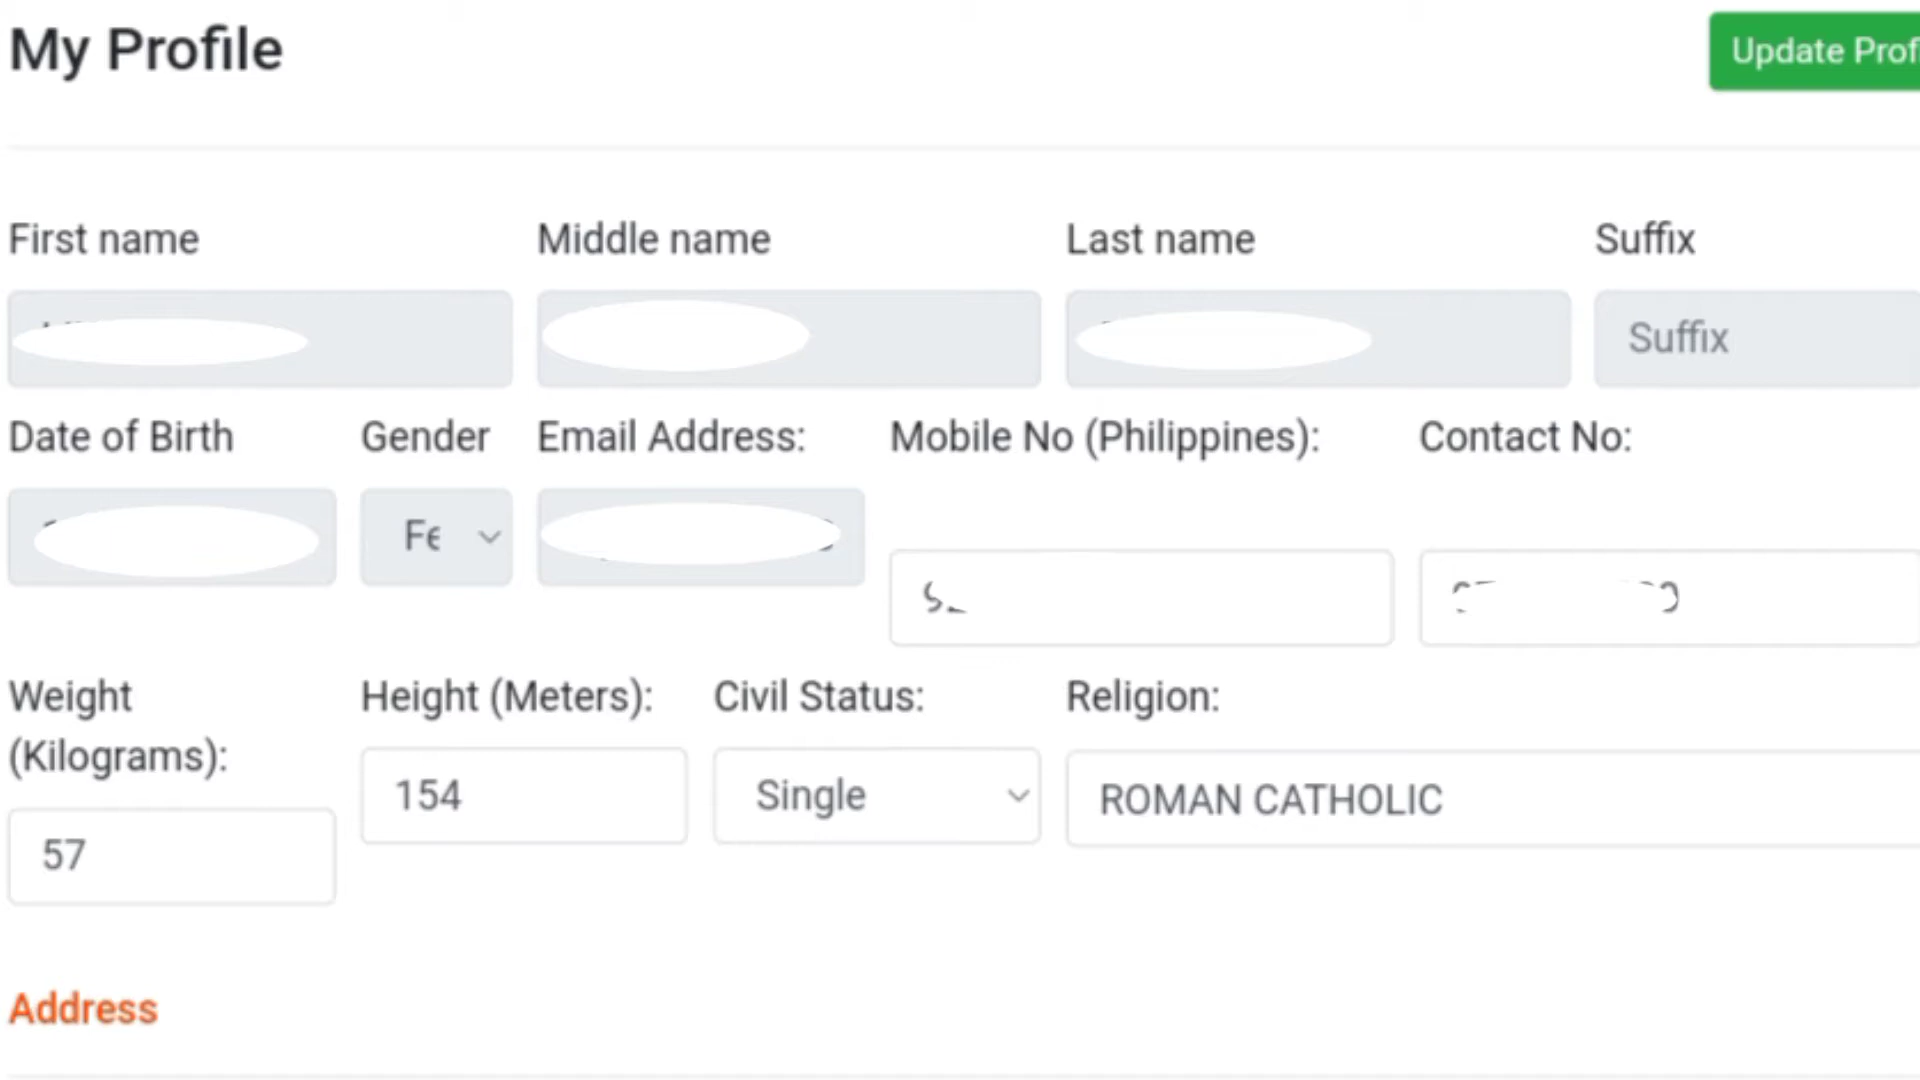 My Profile
Update Prof
First name
Middle name
Last name
Suffix
Suffix
Date of Birth
Gender
Email Address:
Mobile No (Philippines):
Contact No:
Fe
Weight
(Kilograms):
Height (Meters):
Civil Status:
Religion:
154
Single
ROMAN CATHOLIC
57
Address